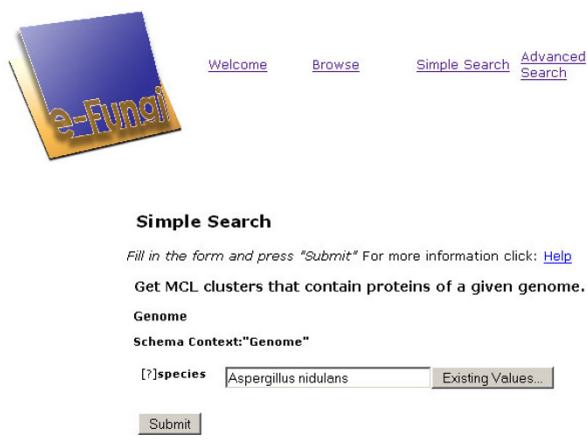 e-Fungi
Welcome Browse Simple Search Advanced Search
Simple Search
Fill in the form and press "Submit" For more information click: Help
Get MCL clusters that contain proteins of a given genome.
Genome
Schema Context:"Genome"
[?]species Aspergillus nidulans Existing Values...
Submit